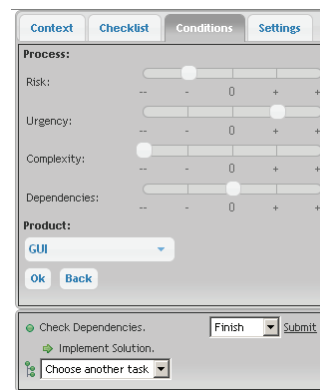 Context Checklist Conditions Settings
Process:
Risk:
-- - 0 + +
Urgency:
-- - 0 + +
Complexity:
-- - 0 + +
Dependencies:
-- - 0 + +
Product:
GUI
Ok Back
Check Dependencies. Finish Submit
Implement Solution.
Choose another task